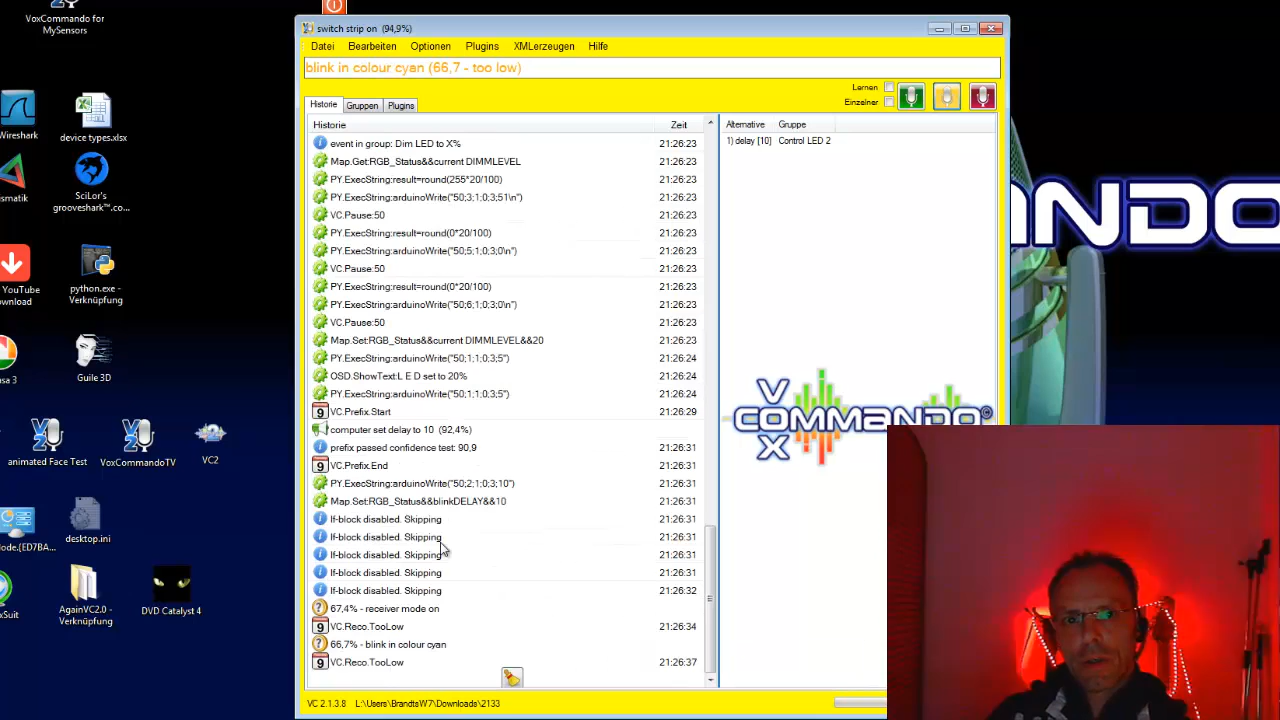 VoxCommando for
MySensors
Wireshark
device types.xlsx
SciLor's
grooveshark™.co...
python.exe -
Verknüpfung
YouTube
Guile 3D
animated Face Test
VoxCommandoTV
VC2
desktop.ini
AgainVC2.0 -
Verknüpfung
DVD Catalyst 4
switch strip on (94,9%)
Datei Bearbeiten Optionen Plugins XMLerzeugen Hilfe
blink in colour cyan (66,7 - too low)
Lernen
Einzeiner
Historie Gruppen Plugins
Historie Zeit
event in group: Dim LED to X% 21:26:23
Map.Get:RGB_Status&&current DIMMLEVEL 21:26:23
PY.ExecString:result=round(255*20/100) 21:26:23
PY.ExecString:arduinoWrite("50;3;1;0;3;51\n") 21:26:23
VC.Pause:50 21:26:23
PY.ExecString:result=round(0*20/100) 21:26:23
PY.ExecString:arduinoWrite("50;5;1;0;3;0\n") 21:26:23
VC.Pause:50 21:26:23
PY.ExecString:result=round(0*20/100) 21:26:23
PY.ExecString:arduinoWrite("50;6;1;0;3;0\n") 21:26:23
VC.Pause:50 21:26:23
Map.Set:RGB_Status&&current DIMMLEVEL&&20 21:26:23
PY.ExecString:arduinoWrite("50;1;1;0;3;5") 21:26:24
OSD.ShowText:L E D set to 20% 21:26:24
PY.ExecString:arduinoWrite("50;1;1;0;3;5") 21:26:24
VC.Prefix.Start 21:26:29
computer set delay to 10 (92,4%) 21:26:31
prefix passed confidence test: 90,9 21:26:31
VC.Prefix.End 21:26:31
PY.ExecString:arduinoWrite("50;2;1;0;3;10") 21:26:31
Map.Set:RGB_Status&&blinkDELAY&&10 21:26:31
If-block disabled. Skipping 21:26:31
If-block disabled. Skipping 21:26:31
If-block disabled. Skipping 21:26:31
If-block disabled. Skipping 21:26:31
If-block disabled. Skipping 21:26:32
67,4% - receiver mode on
VC.Reco.TooLow 21:26:34
66,7% - blink in colour cyan
VC.Reco.TooLow 21:26:37
Alternative Gruppe
1) delay [10] Control LED 2
VOX
COMMANDO
VC 2.1.3.8 L:\Users\BrandtsW7\Downloads\2133